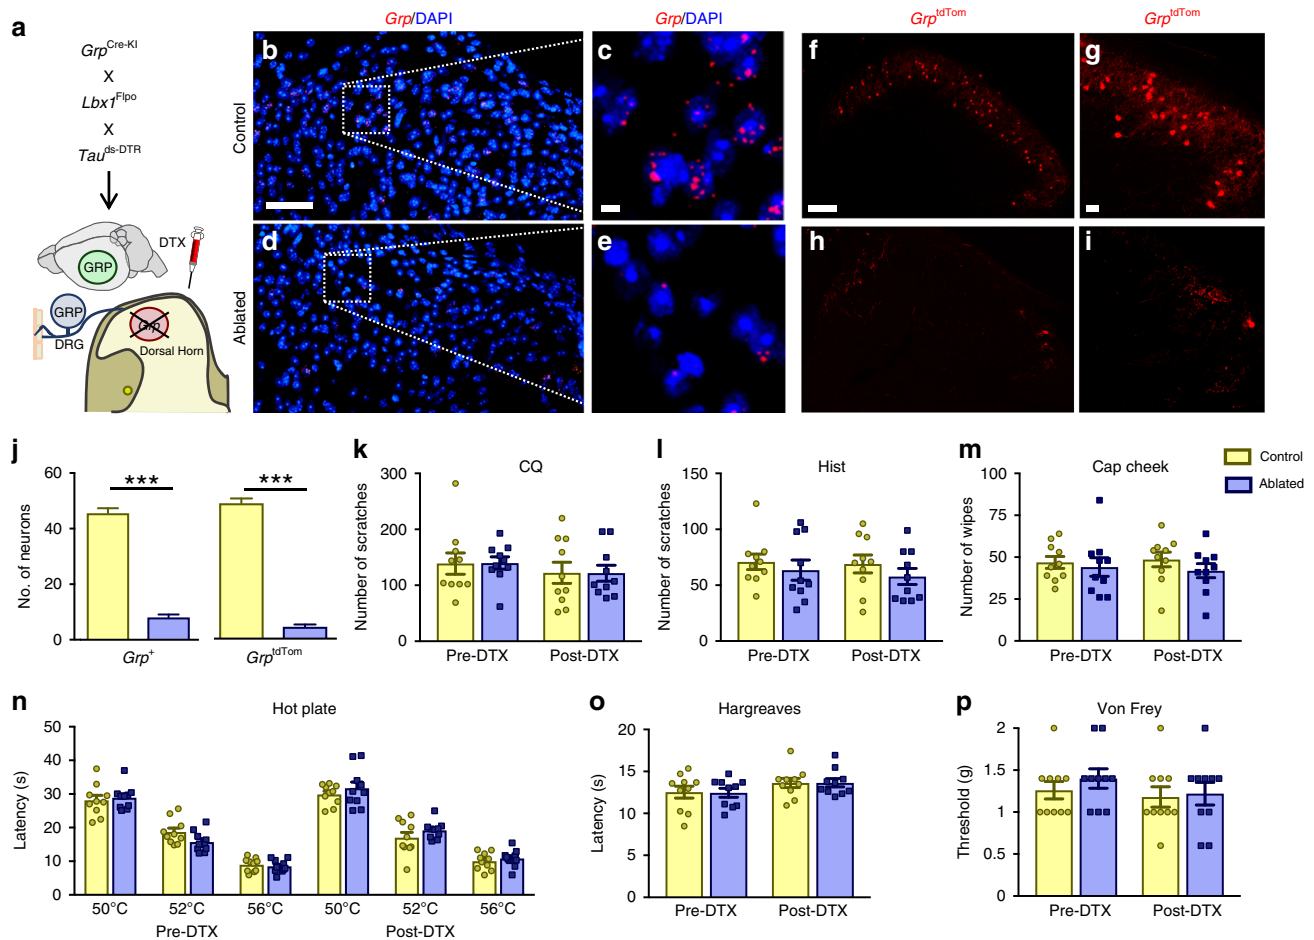 a
Grp^Cre-KI
X
Lbx1^Flpo
X
Tau^ds-DTR
DTX
GRP
GRP
DRG
Grp
Dorsal Horn
Grp/DAPI
Grp/DAPI
Grp^tdTom
Grp^tdTom
Control
Ablated
b
c
f
g
d
e
h
i
j
No. of neurons
60
40
20
0
***
***
Grp^+
Grp^tdTom
k
CQ
Number of scratches
300
200
100
0
Pre-DTX
Post-DTX
l
Hist
Number of scratches
150
100
50
0
Pre-DTX
Post-DTX
m
Cap cheek
Number of wipes
100
75
50
25
0
Pre-DTX
Post-DTX
Control
Ablated
n
Hot plate
Latency (s)
50
40
30
20
10
0
50°C
52°C
56°C
50°C
52°C
56°C
Pre-DTX
Post-DTX
o
Hargreaves
Latency (s)
20
15
10
5
0
Pre-DTX
Post-DTX
p
Von Frey
Threshold (g)
2
1
1
0
0
Pre-DTX
Post-DTX